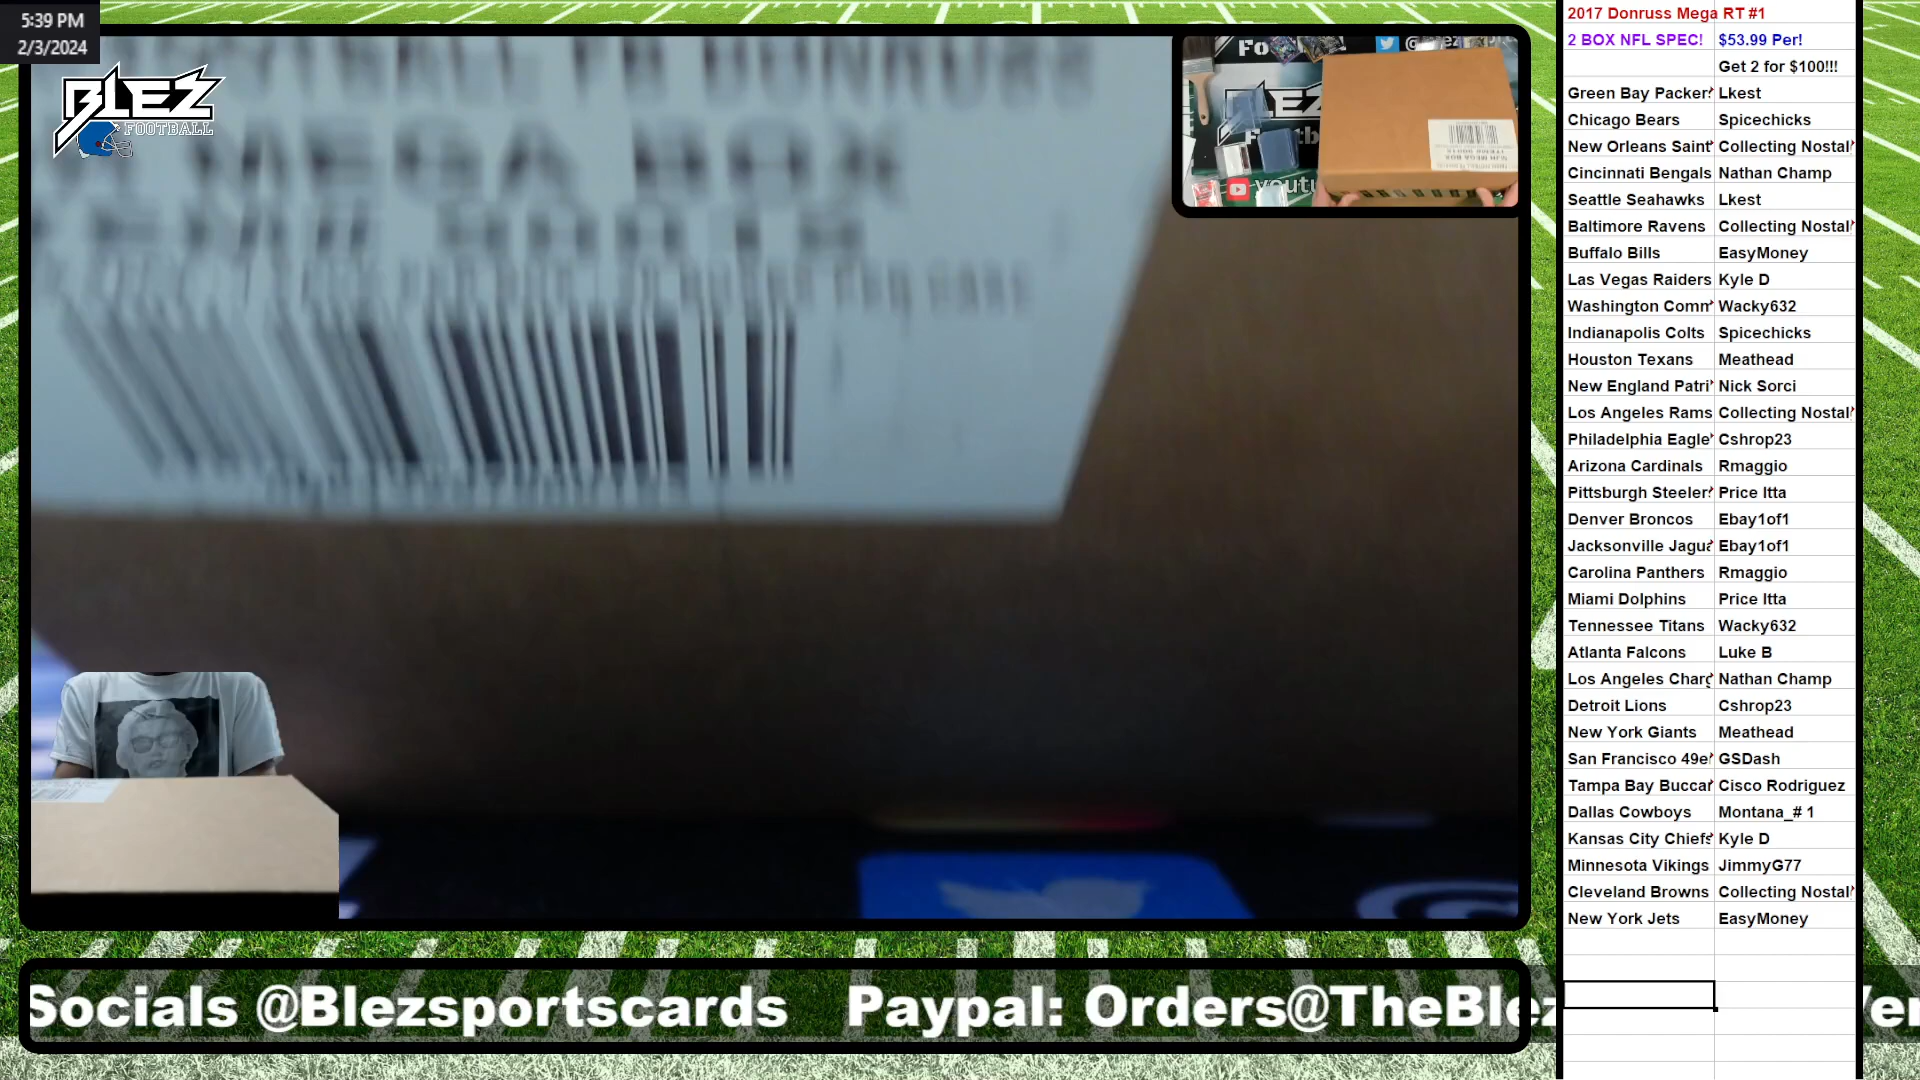 5:39 PM
2/3/2024
BLEZ
FOOTBALL
MEGA BOX
Fo
BLEZ
youtu
2017 Donruss Mega RT #1
2 BOX NFL SPEC! $53.99 Per!
Get 2 for $100!!!
Green Bay Packer Lkest
Chicago Bears Spicechicks
New Orleans Saint Collecting Nostal
Cincinnati Bengals Nathan Champ
Seattle Seahawks Lkest
Baltimore Ravens Collecting Nostal
Buffalo Bills EasyMoney
Las Vegas Raiders Kyle D
Washington Comm Wacky632
Indianapolis Colts Spicechicks
Houston Texans Meathead
New England Patri Nick Sorci
Los Angeles Rams Collecting Nostal
Philadelphia Eagle Cshrop23
Arizona Cardinals Rmaggio
Pittsburgh Steeler Price Itta
Denver Broncos Ebay1of1
Jacksonville Jagua Ebay1of1
Carolina Panthers Rmaggio
Miami Dolphins Price Itta
Tennessee Titans Wacky632
Atlanta Falcons Luke B
Los Angeles Charg Nathan Champ
Detroit Lions Cshrop23
New York Giants Meathead
San Francisco 49e GSDash
Tampa Bay Buccar Cisco Rodriguez
Dallas Cowboys Montana_# 1
Kansas City Chiefs Kyle D
Minnesota Vikings JimmyG77
Cleveland Browns Collecting Nostal
New York Jets EasyMoney
Socials @Blezsportscards Paypal: Orders@TheBlez